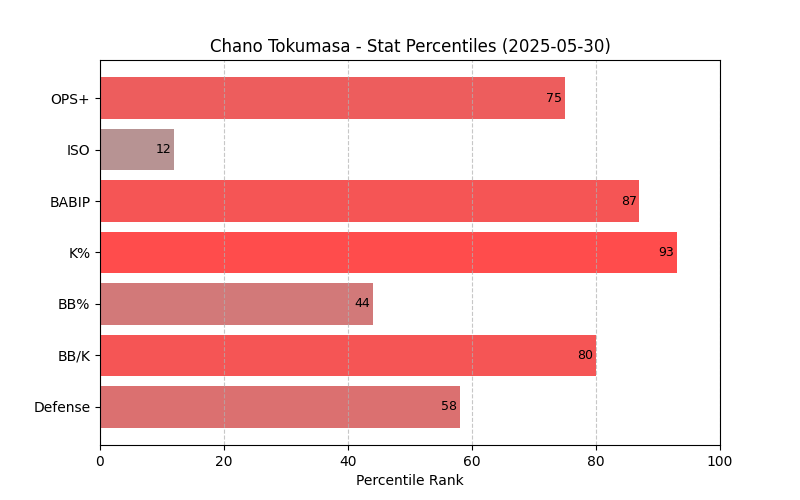 Chano Tokumasa - Stat Percentiles (2025-05-30)
OPS+ 75
ISO 12
BABIP 87
K% 93
BB% 44
BB/K 80
Defense 58
0 20 40 60 80 100
Percentile Rank